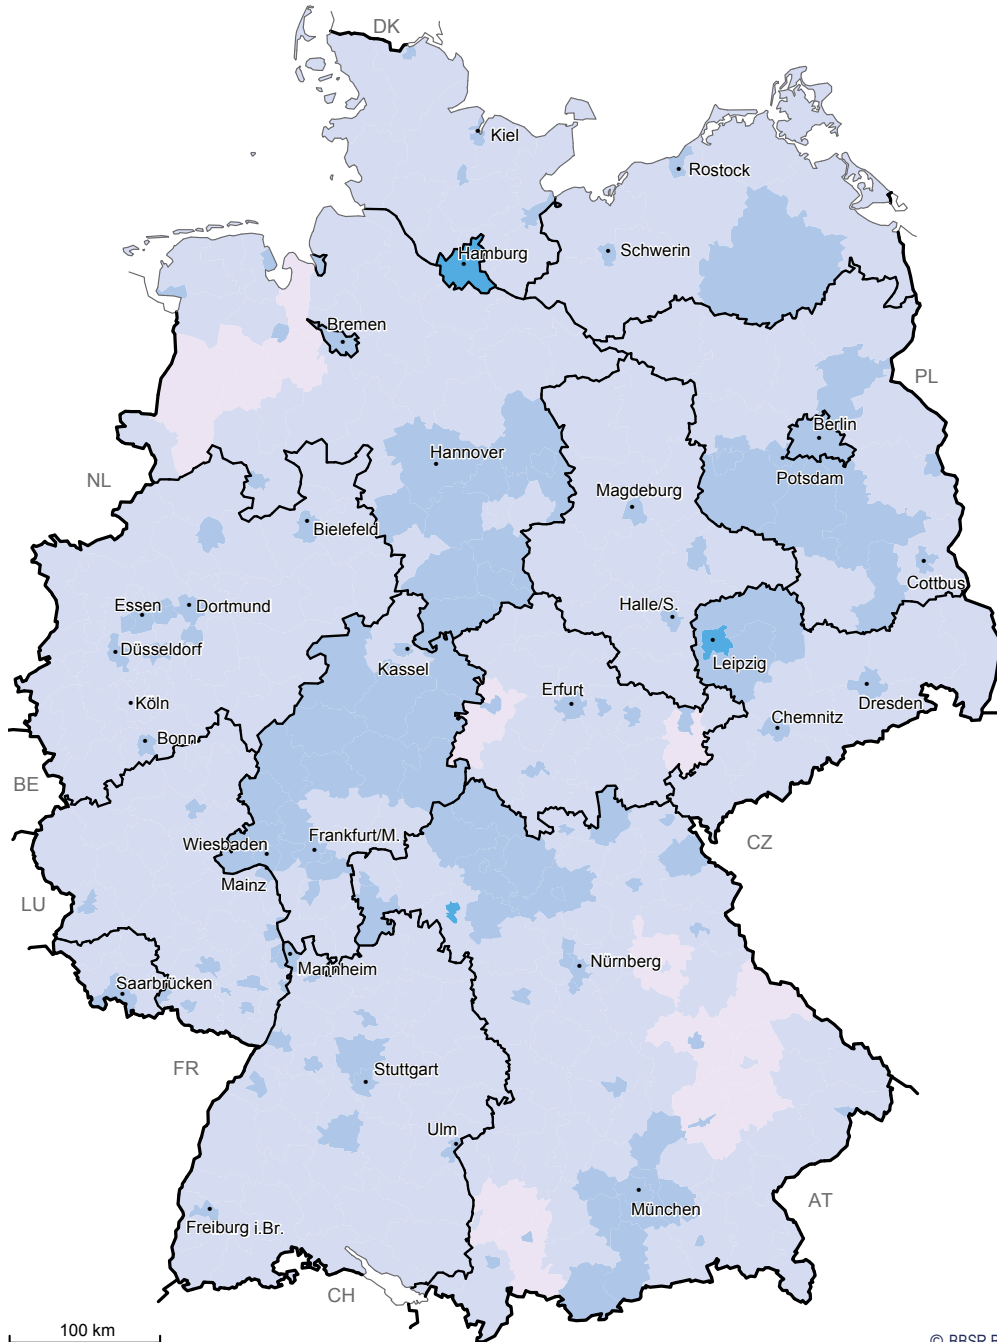 DK
Kiel
Rostock
Hamburg
Schwerin
Bremen
PL
Berlin
Hannover
NL
Magdeburg
Potsdam
Bielefeld
Cottbus
Essen
Dortmund
Halle/S.
Düsseldorf
Leipzig
Kassel
Erfurt
Köln
Dresden
Chemnitz
Bonn
BE
Wiesbaden
Frankfurt/M.
CZ
Mainz
LU
Nürnberg
Mannheim
Saarbrücken
FR
Stuttgart
Ulm
AT
München
Freiburg i.Br.
CH
100 km
© BBSR